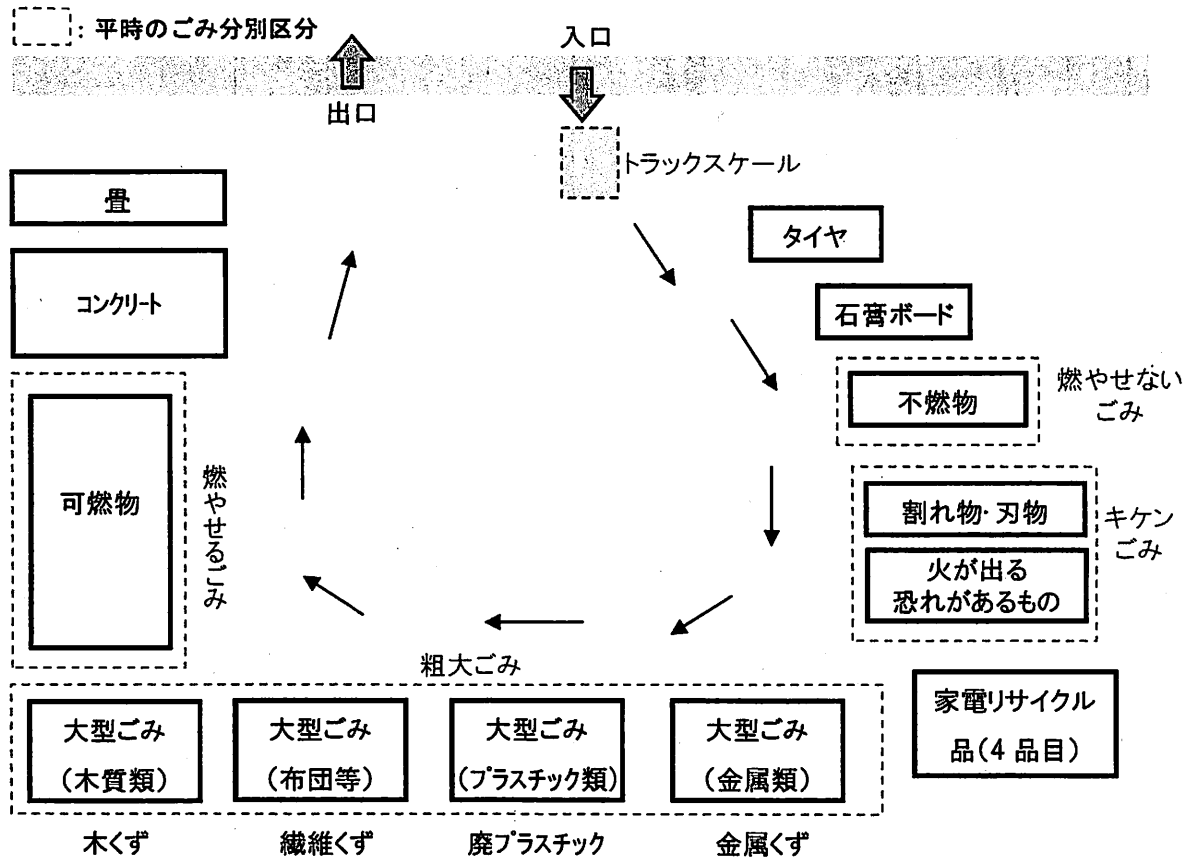 ：平時のごみ分別区分
入口
出口
トラックスケール
畳
タイヤ
コンクリート
石膏ボード
不燃物
燃やせない
ごみ
可燃物
燃やせるごみ
割れ物・刃物
キケン
ごみ
火が出る
恐れがあるもの
粗大ごみ
家電リサイクル
品（4品目）
大型ごみ
（木質類）
大型ごみ
（布団等）
大型ごみ
（プラスチック類）
大型ごみ
（金属類）
木くず
繊維くず
廃プラスチック
金属くず